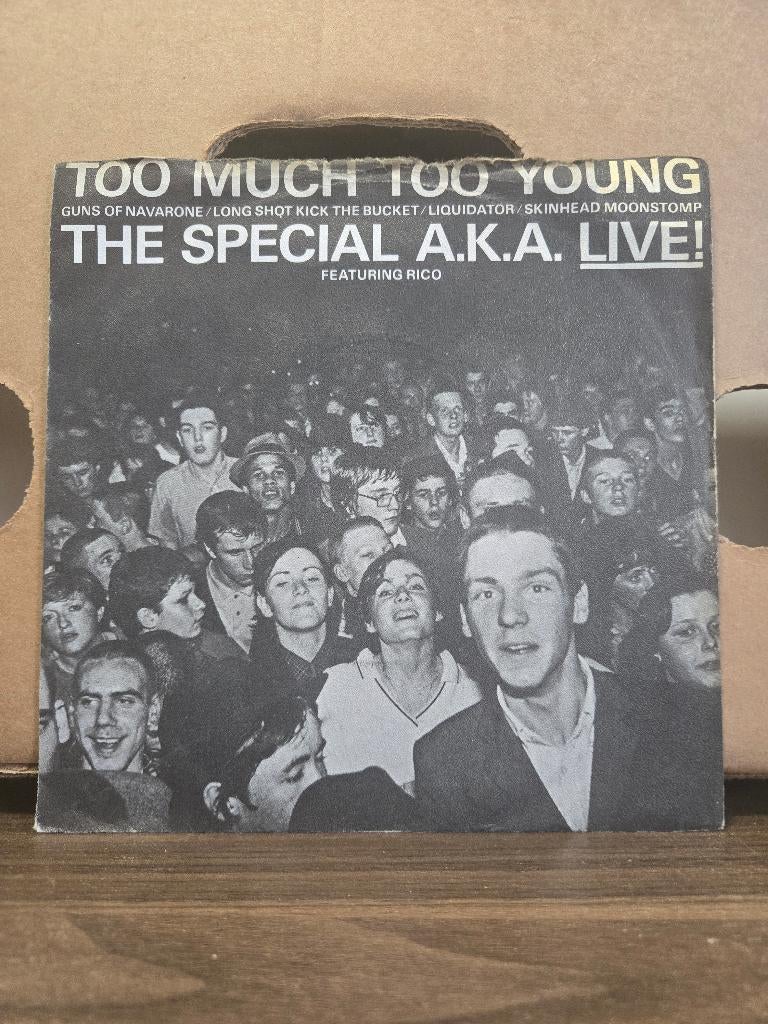 TOO MUCH TOO YOUNG
GUNS OF NAVARONE/LONG SHOT KICK THE BUCKET/LIQUIDATOR/SKINHEAD MOONSTOMP
THE SPECIAL A.K.A. LIVE!
FEATURING RICO